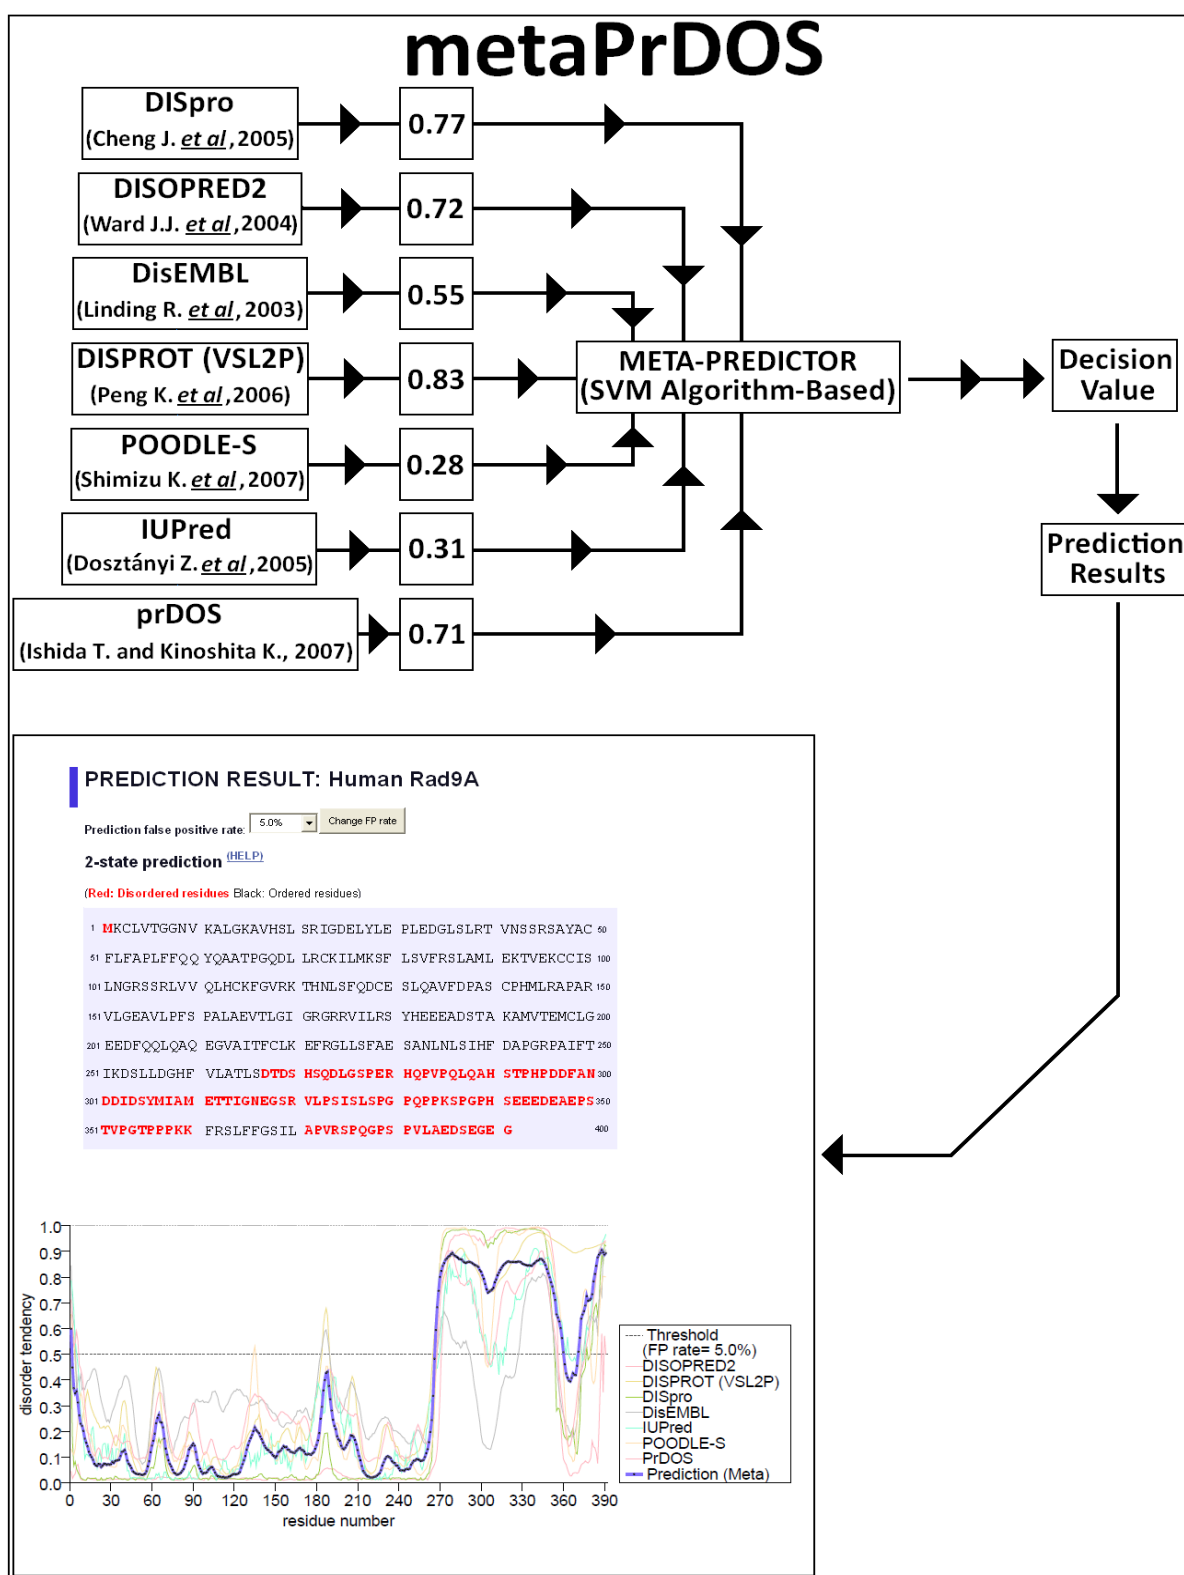 metaPrDOS
DISpro
(Cheng J. et al, 2005)
0.77
DISOPRED2
(Ward J.J. et al, 2004)
0.72
DisEMBL
(Linding R. et al, 2003)
0.55
DISPROT (VSL2P)
(Peng K. et al, 2006)
0.83
POODLE-S
(Shimizu K. et al, 2007)
0.28
IUPred
(Dosztányi Z. et al, 2005)
0.31
prDOS
(Ishida T. and Kinoshita K., 2007)
0.71
META-PREDICTOR
(SVM Algorithm-Based)
Decision
Value
Prediction
Results
PREDICTION RESULT: Human Rad9A
Prediction false positive rate: 5.0% Change FP rate
2-state prediction (HELP)
(Red: Disordered residues Black: Ordered residues)
1 MKCLVTGGNV KALGKAVHSL SRIGDELYLE PLEDGLSLRT VNSSRSAYAC 50
51 FLFAPLFFQQ YQAATPGQDL LRCKILMKSF LSVFRSLAML EKTVEKCCIS 100
101 LNGRSSRLVV QLHCKFGVRK THNLSFQDCE SLQAVFDPAS CPHMLRAPAR 150
151 VLGEAVLPFS PALAEVTLGI GRGRRVILRS YHEEEADSTA KAMVTEMCLG 200
201 EEDFQQLQAQ EGVAITFCLK EFRGLLSFAE SANLNLSIHF DAPGRPAIFT 250
251 IKDSLLDGHF VLATLSDTDS HSQDLGSPER HQPVPQLQAH STPHPDDFAN 300
301 DDIDSYMIAM ETTIGNEGSR VLPSISLSPG PQPPKSPGPH SEEEDEAEPS 350
351 TVPGTPPPKK FRSLFFGSIL APVRSPQGPS PVLAEDSEGEG G 400
disorder tendency
1.0
0.9
0.8
0.7
0.6
0.5
0.4
0.3
0.2
0.1
0.0
0 30 60 90 120 150 180 210 240 270 300 330 360 390
residue number
Threshold
(FP rate= 5.0%)
DISOPRED2
DISPROT (VSL2P)
DISpro
DisEMBL
IUPred
POODLE-S
PrDOS
Prediction (Meta)